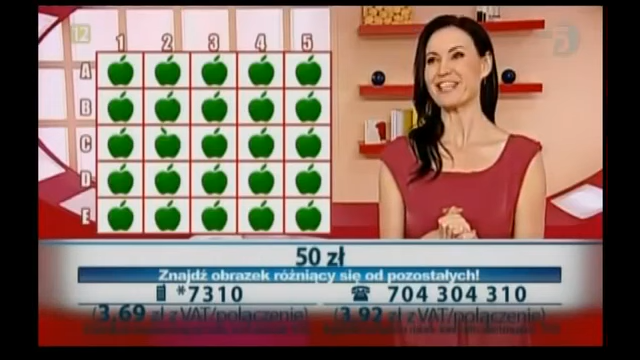 12
5
1 2 3 4 5
A
B
C
D
E
50 zł
Znajdź obrazek różniący się od pozostałych!
*7310
704 304 310
(3,69 zł z VAT/połączenie)
(3,92 zł z VAT/połączenie)